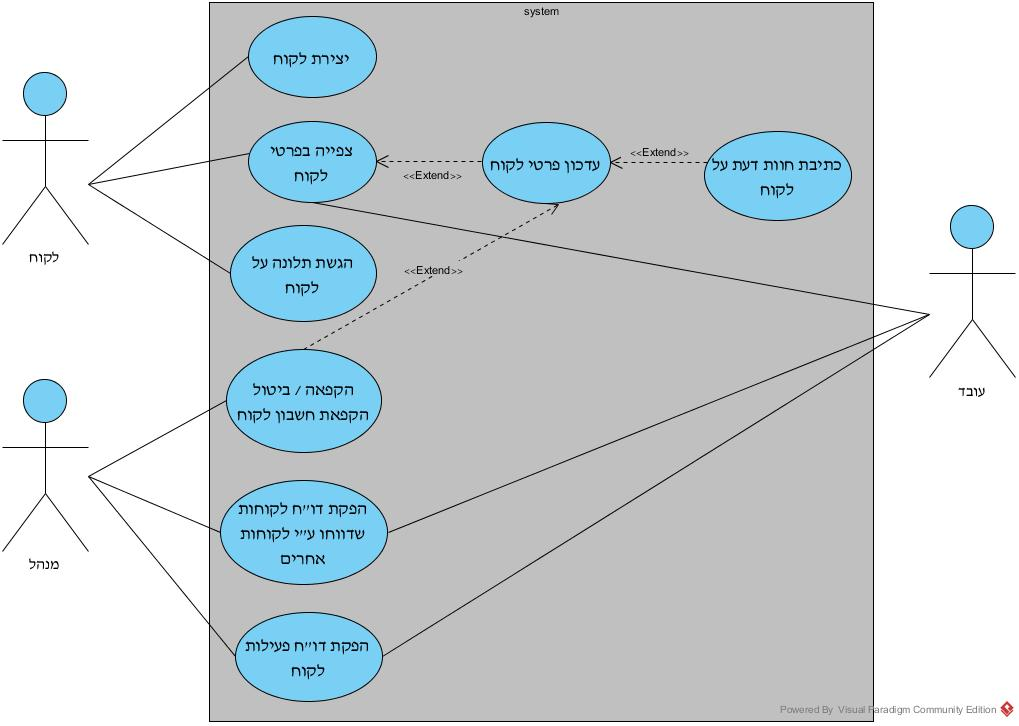 system
יצירת לקוח
צפייה בפרטי
לקוח
<<Extend>>
עדכון פרטי לקוח
<<Extend>>
כתיבת חוות דעת על
לקוח
לקוח
הגשת תלונה על
לקוח
<<Extend>>
הקפאה / ביטול
הקפאת חשבון לקוח
עובד
הפקת דו"ח לקוחות
שדווחו ע"י לקוחות
אחרים
מנהל
הפקת דו"ח פעילות
לקוח
Powered By Visual Paradigm Community Edition